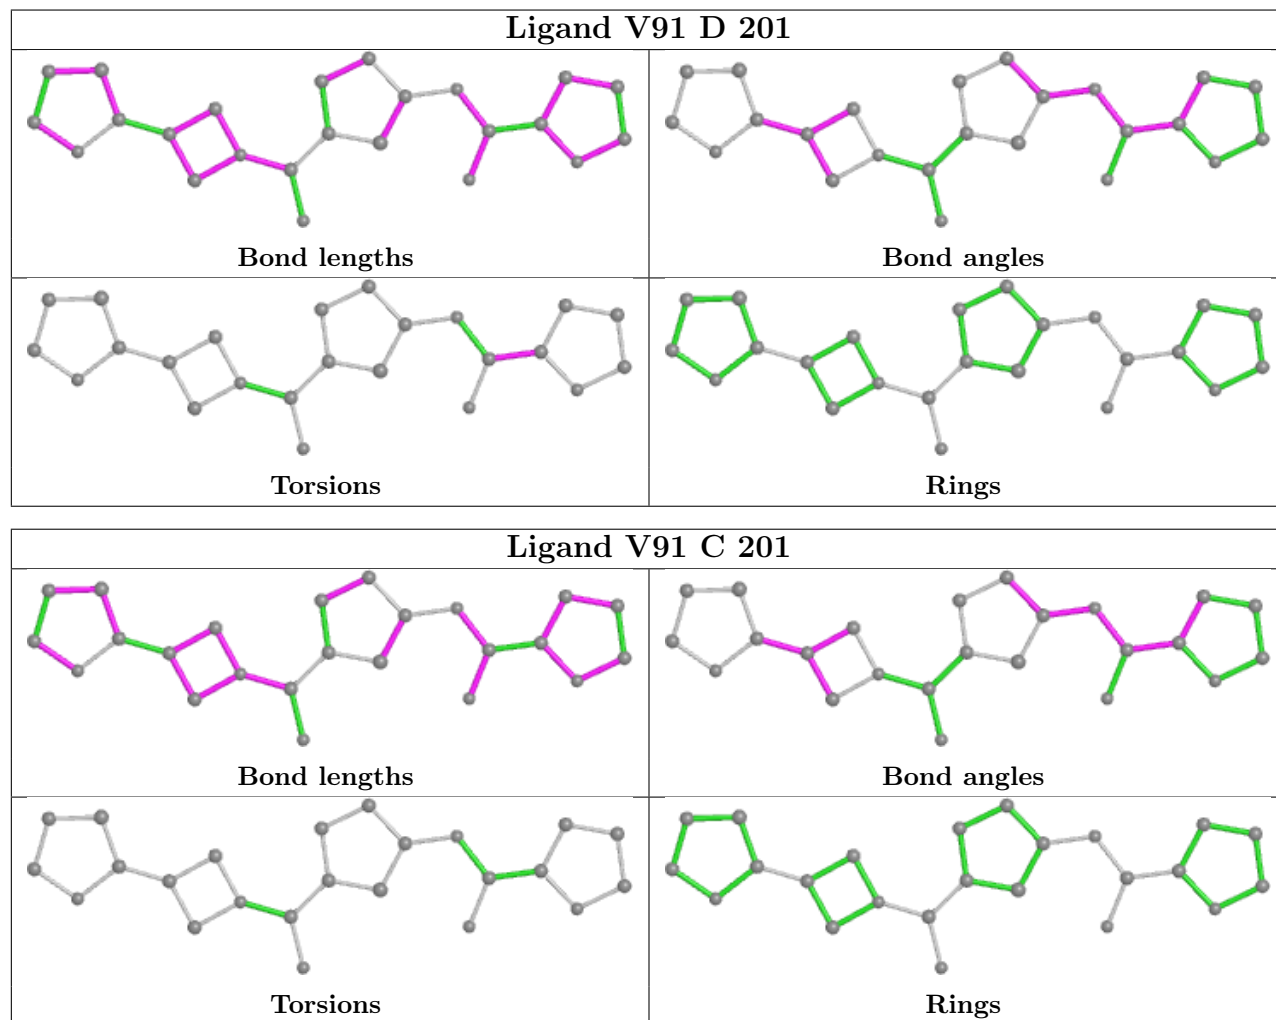 Ligand V91 D 201
Bond lengths
Bond angles
Torsions
Rings
Ligand V91 C 201
Bond lengths
Bond angles
Torsions
Rings